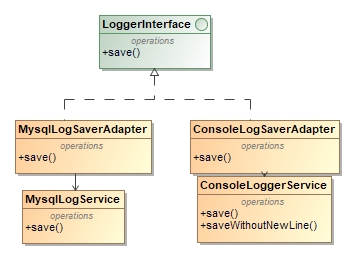 LoggerInterface
operations
+save()
MysqlLogSaverAdapter
operations
+save()
ConsoleLogSaverAdapter
operations
+save()
MysqlLogService
operations
+save()
ConsoleLoggerService
operations
+save()
+saveWithoutNewLine()